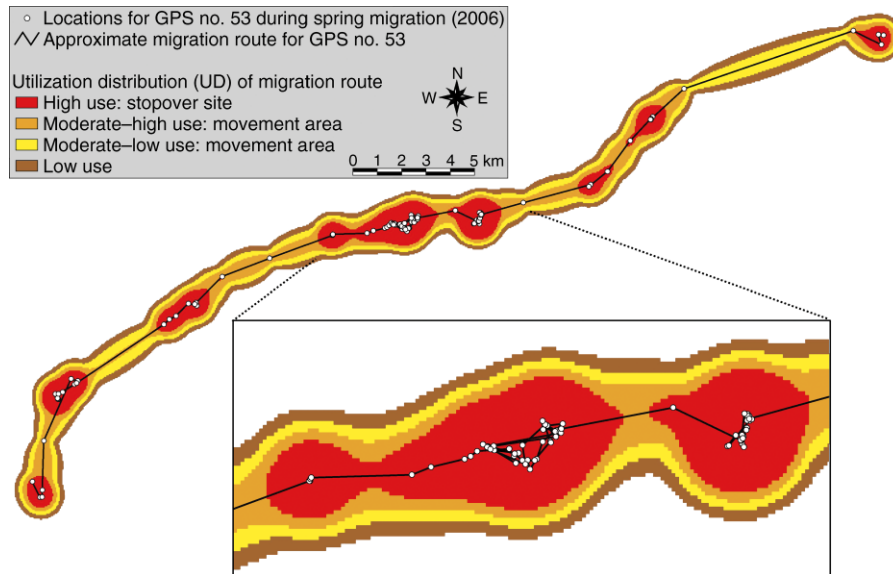 Locations for GPS no. 53 during spring migration (2006)
Approximate migration route for GPS no. 53
Utilization distribution (UD) of migration route
High use: stopover site
Moderate–high use: movement area
Moderate–low use: movement area
Low use
N
W E
S
0 1 2 3 4 5 km